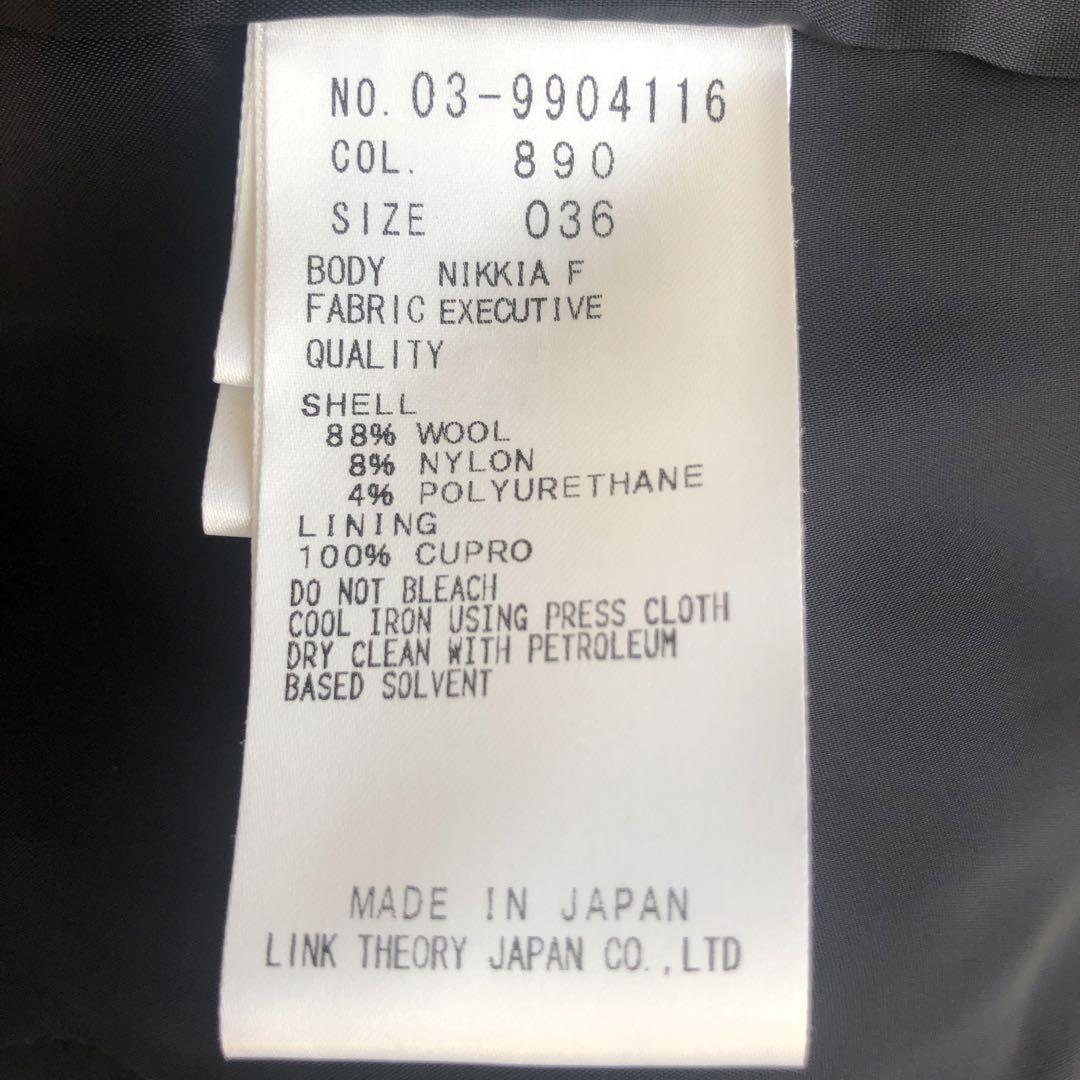 NO. 03-9904116
COL. 890
SIZE 036
BODY NIKKIA F
FABRIC EXECUTIVE
QUALITY
SHELL
88% WOOL
8% NYLON
4% POLYURETHANE
LINING
100% CUPRO
DO NOT BLEACH
COOL IRON USING PRESS CLOTH
DRY CLEAN WITH PETROLEUM
BASED SOLVENT
MADE IN JAPAN
LINK THEORY JAPAN CO.,LTD